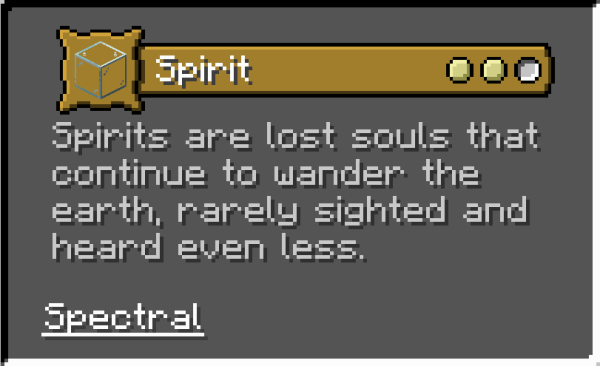 Spirit
Spirits are lost souls that
continue to wander the
earth, rarely sighted and
heard even less.
Spectral